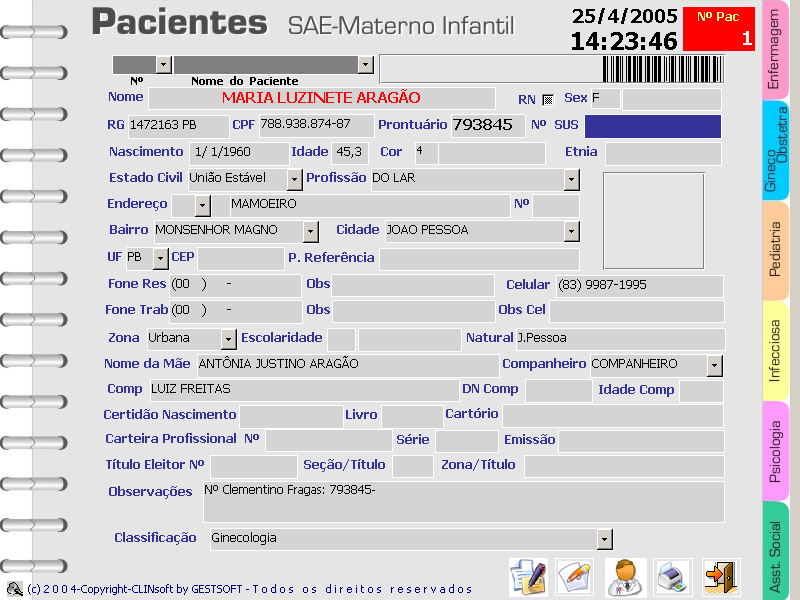 Pacientes SAE-Materno Infantil
25/4/2005
14:23:46
Nº Pac
1
Nº Nome do Paciente
Nome MARIA LUZINETE ARAGÃO RN Sex F
RG 1472163 PB CPF 788.938.874-87 Prontuário 793845 Nº SUS
Nascimento 1/ 1/1960 Idade 45,3 Cor 4 Etnia
Estado Civil União Estável Profissão DO LAR
Endereço MAMOEIRO Nº
Bairro MONSENHOR MAGNO Cidade JOAO PESSOA
UF PB CEP P. Referência
Fone Res (00 ) - Obs Celular (83) 9987-1995
Fone Trab (00 ) - Obs Obs Cel
Zona Urbana Escolaridade Natural J.Pessoa
Nome da Mãe ANTÔNIA JUSTINO ARAGÃO Companheiro COMPANHEIRO
Comp LUIZ FREITAS DN Comp Idade Comp
Certidão Nascimento Livro Cartório
Carteira Profissional Nº Série Emissão
Título Eleitor Nº Seção/Título Zona/Título
Observações Nº Clementino Fragas: 793845-
Classificação Ginecologia
(c) 2 0 0 4-Copyright-CLINsoft by GESTSOFT - T o d o s o s d i r e i t o s r e s e r v a d o s
Enfermagem
Gineco
Obstetra
Pediatria
Infecciosa
Psicologia
Asst. Social